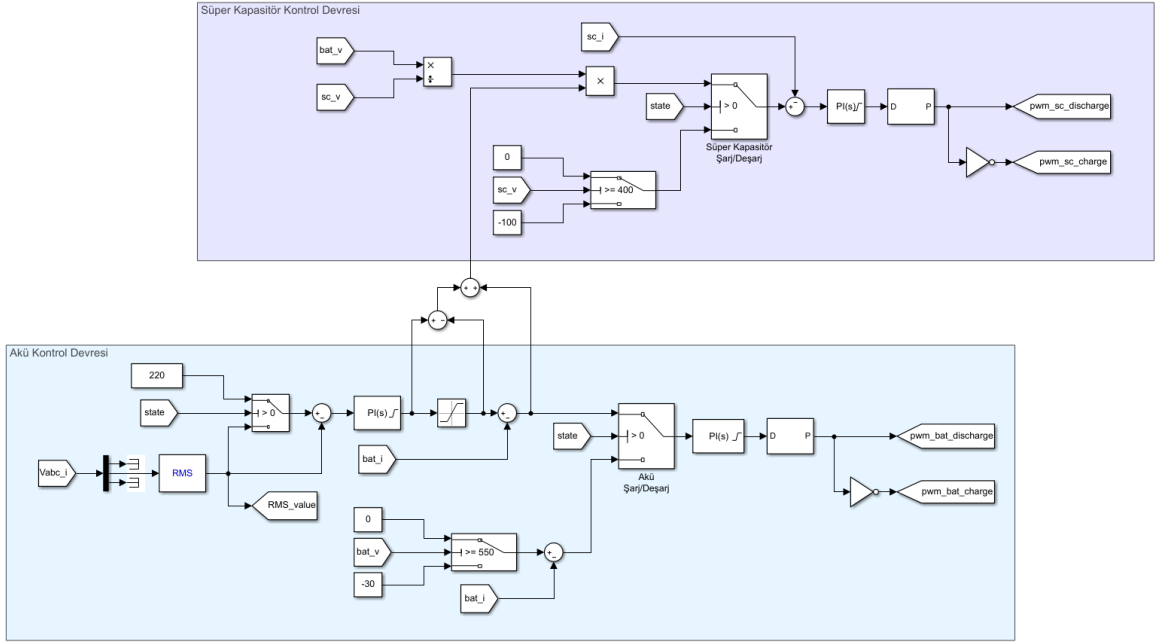 Süper Kapasitör Kontrol Devresi
bat_v
sc_v
×
÷
×
sc_i
state
> 0
Süper Kapasitör
Şarj/Deşarj
0
sc_v
>= 400
-100
+
−
PI(s)
D P
pwm_sc_discharge
pwm_sc_charge
+ +
+ −
Akü Kontrol Devresi
220
state
> 0
+
−
PI(s)
+
−
bat_i
Vabc_i
RMS
RMS_value
state
> 0
Akü
Şarj/Deşarj
PI(s)
D P
pwm_bat_discharge
pwm_bat_charge
0
bat_v
>= 550
-30
+
−
bat_i